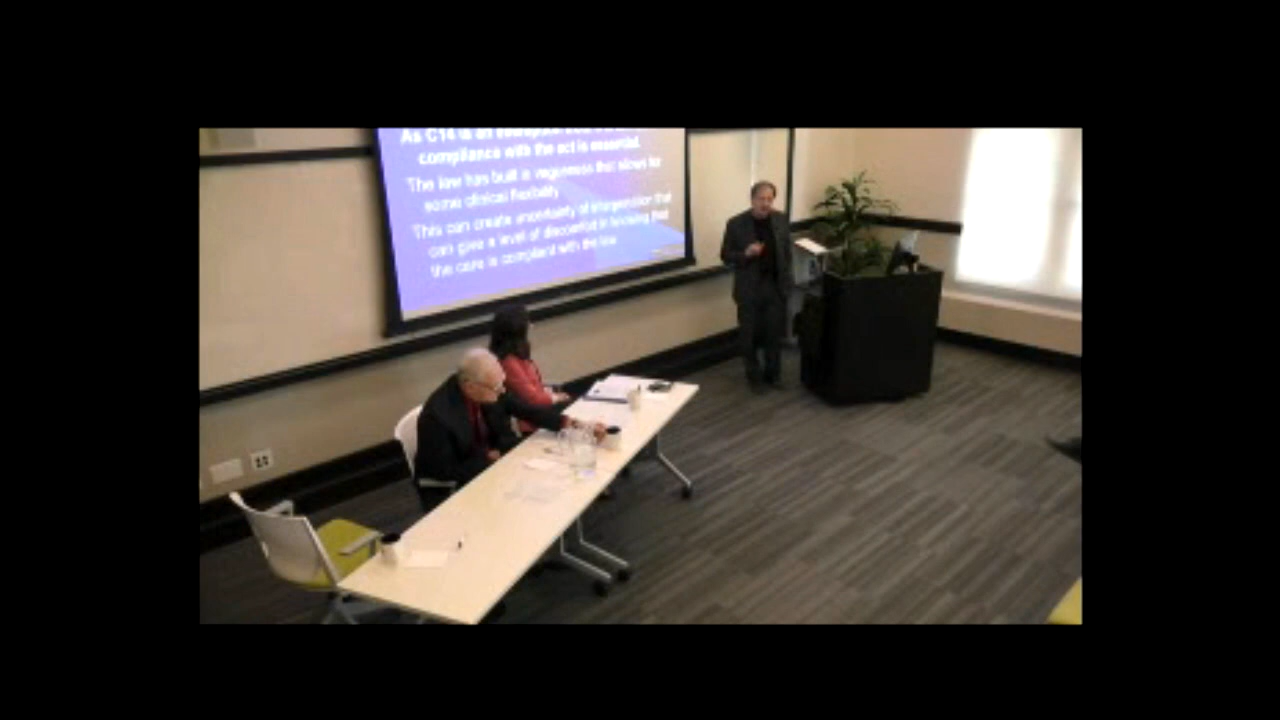 As C14 is an
compliance with the act is essential.
The law has built in vagueness that allows for
some clinical flexibility
This can create uncertainty of interpretation that
can give a level of discomfort in knowing that
the care is compliant with the law